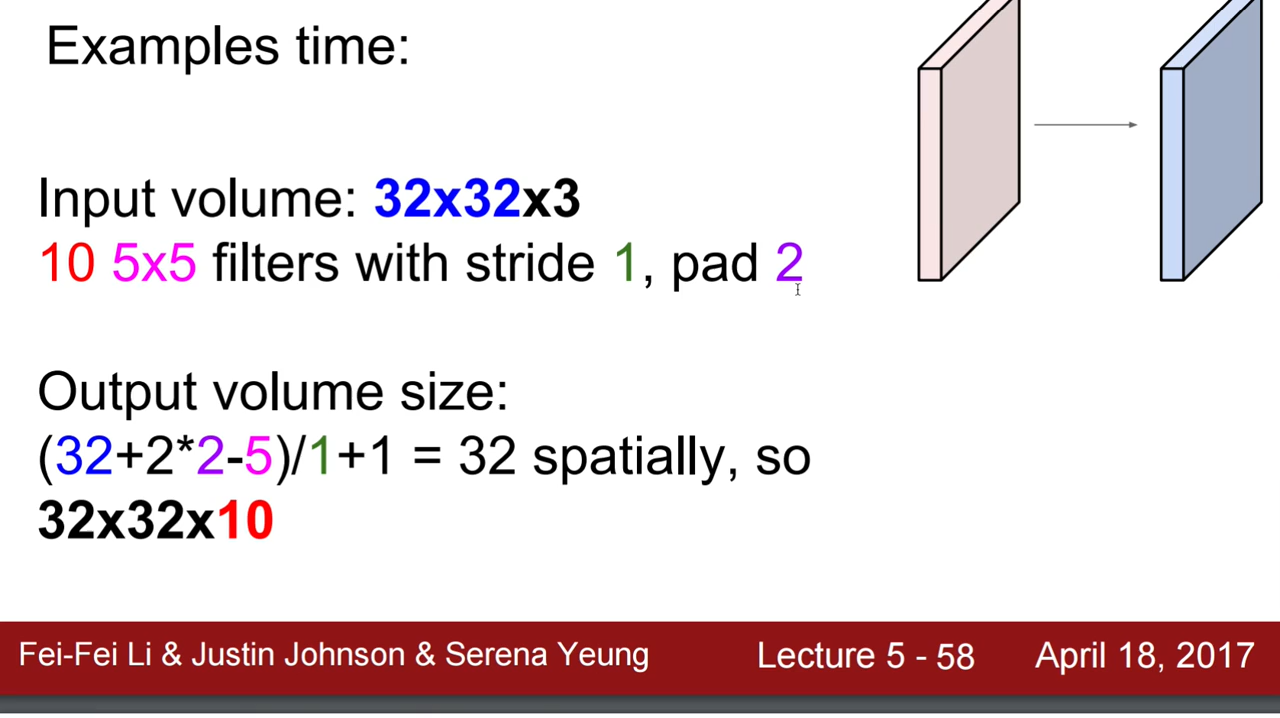 Examples time:
Input volume: 32x32x3
10 5x5 filters with stride 1, pad 2
Output volume size:
(32+2*2-5)/1+1 = 32 spatially, so
32x32x10
Fei-Fei Li & Justin Johnson & Serena Yeung Lecture 5 - 58 April 18, 2017